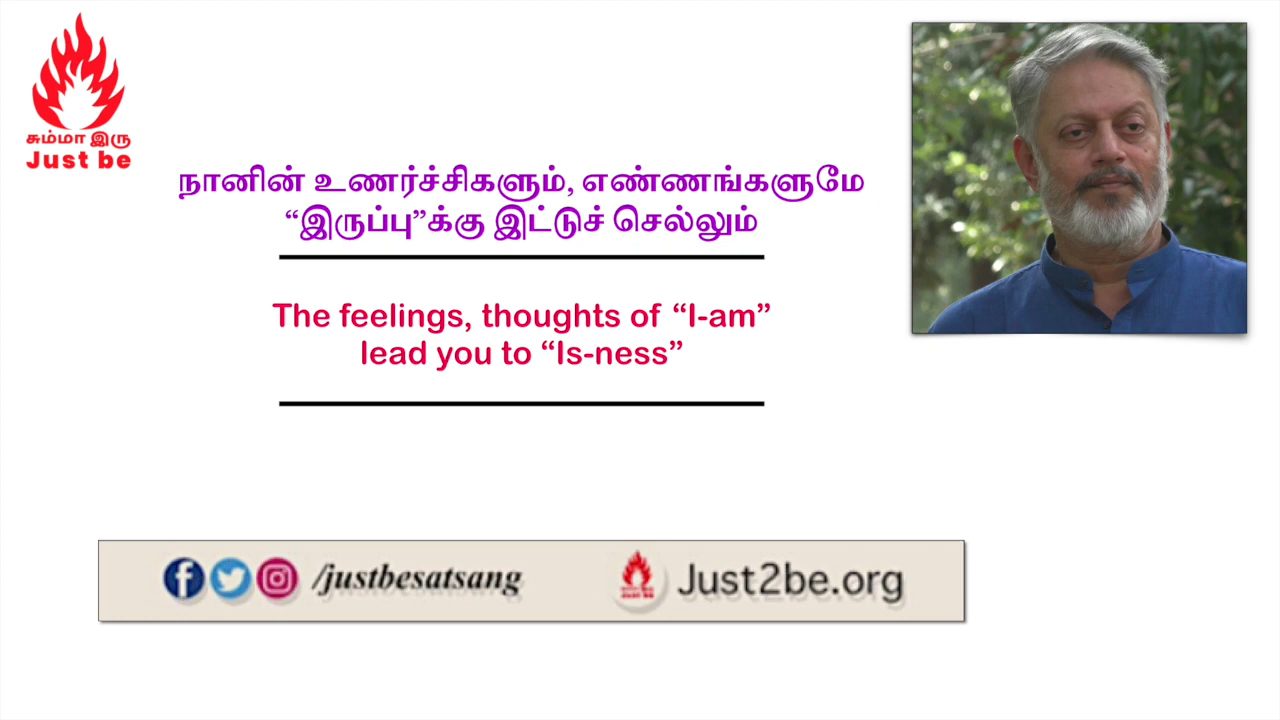 சும்மா இரு
Just be
நானின் உணர்ச்சிகளும், எண்ணங்களுமே
“இருப்பு”க்கு இட்டுச் செல்லும்
The feelings, thoughts of “I-am”
lead you to “Is-ness”
/justbesatsang
Just2be.org